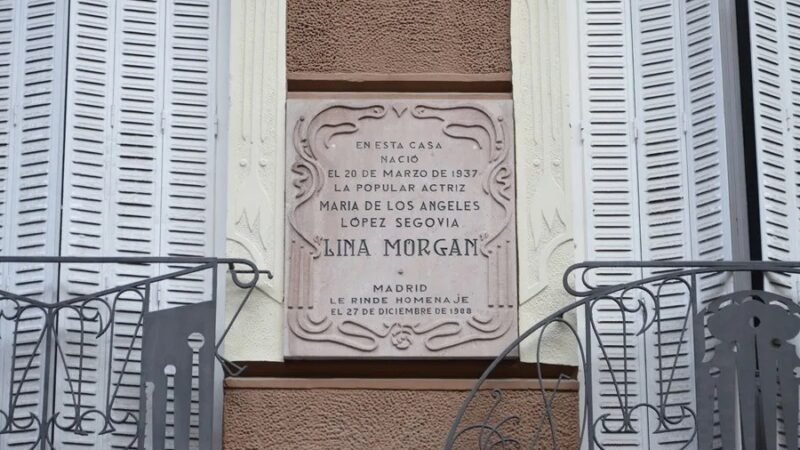 EN ESTA CASA
NACIÓ
EL 20 DE MARZO DE 1937
LA POPULAR ACTRIZ
MARIA DE LOS ANGELES
LÓPEZ SEGOVIA
"LINA MORGAN"
MADRID
LE RINDE HOMENAJE
EL 27 DE DICIEMBRE DE 1988